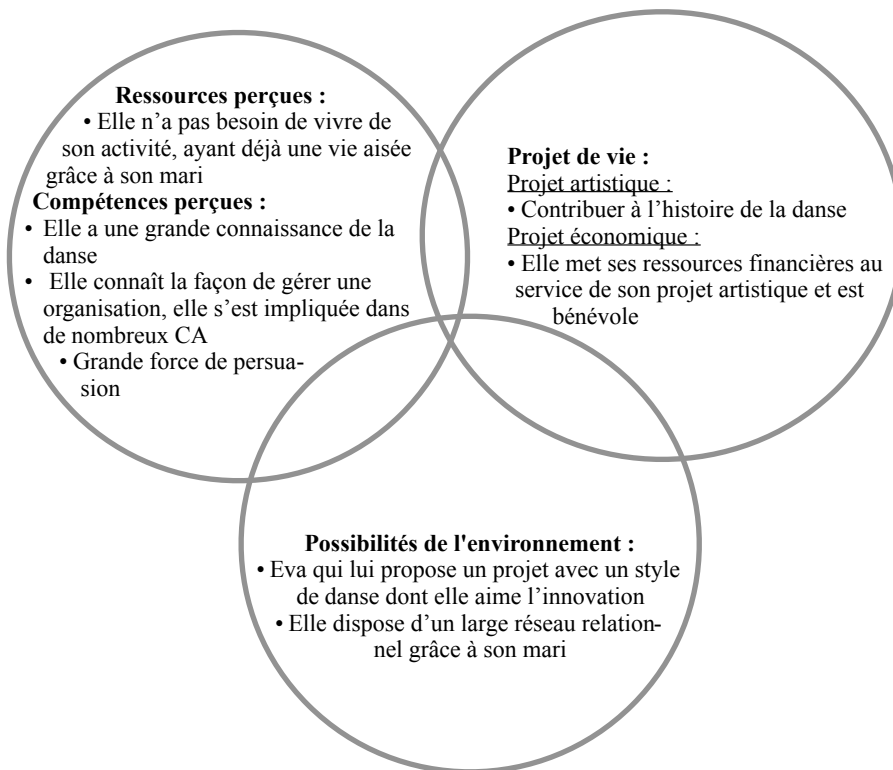 Ressources perçues :
• Elle n’a pas besoin de vivre de
son activité, ayant déjà une vie aisée
grâce à son mari
Compétences perçues :
• Elle a une grande connaissance de la
danse
• Elle connaît la façon de gérer une
organisation, elle s’est impliquée dans
de nombreux CA
• Grande force de persua-
sion
Projet de vie :
Projet artistique :
• Contribuer à l’histoire de la danse
Projet économique :
• Elle met ses ressources financières au
service de son projet artistique et est
bénévole
Possibilités de l'environnement :
• Eva qui lui propose un projet avec un style
de danse dont elle aime l’innovation
• Elle dispose d’un large réseau relation-
nel grâce à son mari